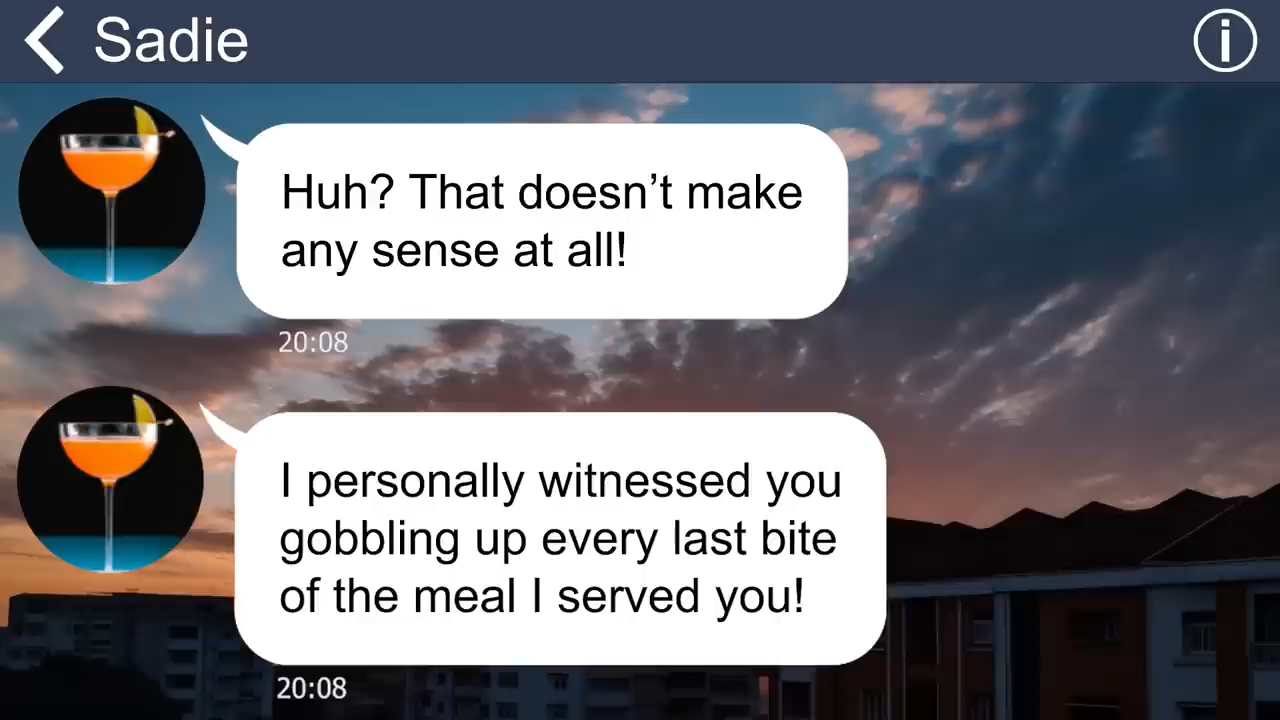 Sadie
Huh? That doesn’t make
any sense at all!
20:08
I personally witnessed you
gobbling up every last bite
of the meal I served you!
20:08